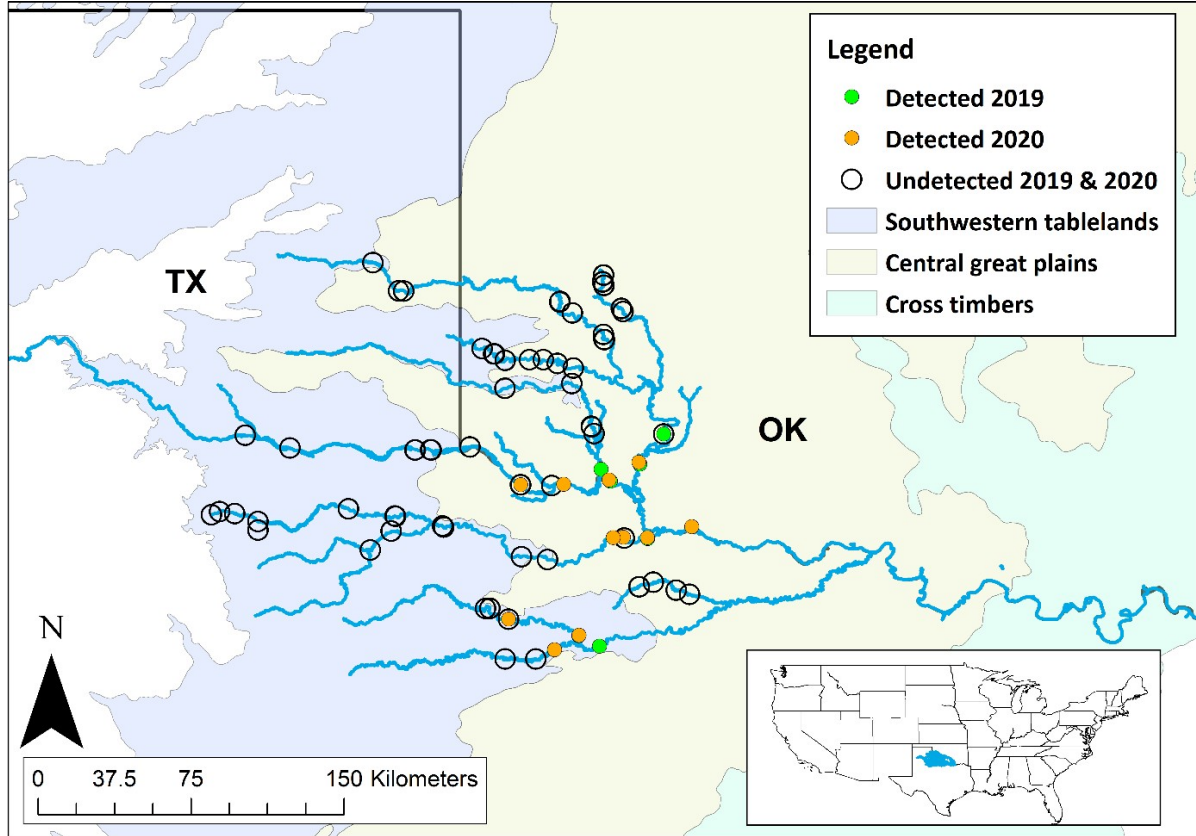 Legend
Detected 2019
Detected 2020
Undetected 2019 & 2020
Southwestern tablelands
Central great plains
Cross timbers
TX
OK
N
0 37.5 75 150 Kilometers